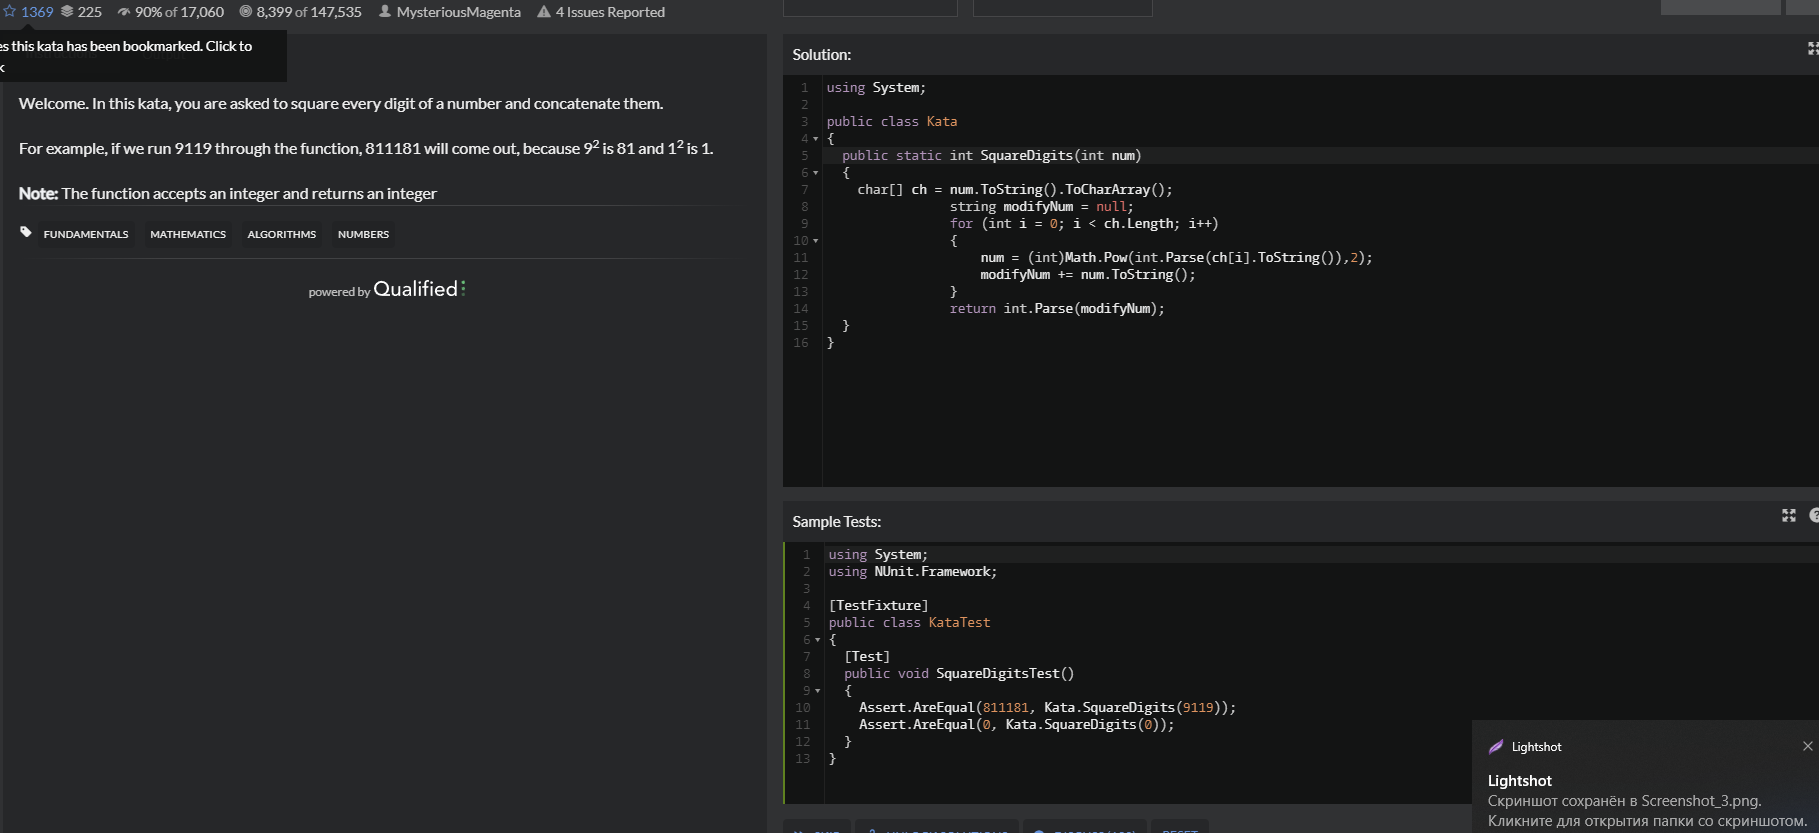 1369 225 90% of 17,060 8,399 of 147,535 MysteriousMagenta 4 Issues Reported
this kata has been bookmarked. Click to
Welcome. In this kata, you are asked to square every digit of a number and concatenate them.
For example, if we run 9119 through the function, 811181 will come out, because 9² is 81 and 1² is 1.
Note: The function accepts an integer and returns an integer
FUNDAMENTALS MATHEMATICS ALGORITHMS NUMBERS
powered by Qualified
Solution:
1 using System;
2
3 public class Kata
4 {
5 public static int SquareDigits(int num)
6 {
7 char[] ch = num.ToString().ToCharArray();
8 string modifyNum = null;
9 for (int i = 0; i < ch.Length; i++)
10 {
11 num = (int)Math.Pow(int.Parse(ch[i].ToString()),2);
12 modifyNum += num.ToString();
13 }
14 return int.Parse(modifyNum);
15 }
16 }
Sample Tests:
1 using System;
2 using NUnit.Framework;
3
4 [TestFixture]
5 public class KataTest
6 {
7 [Test]
8 public void SquareDigitsTest()
9 {
10 Assert.AreEqual(811181, Kata.SquareDigits(9119));
11 Assert.AreEqual(0, Kata.SquareDigits(0));
12 }
13 }
Lightshot
Lightshot
Скриншот сохранён в Screenshot_3.png.
Кликните для открытия папки со скриншотом.